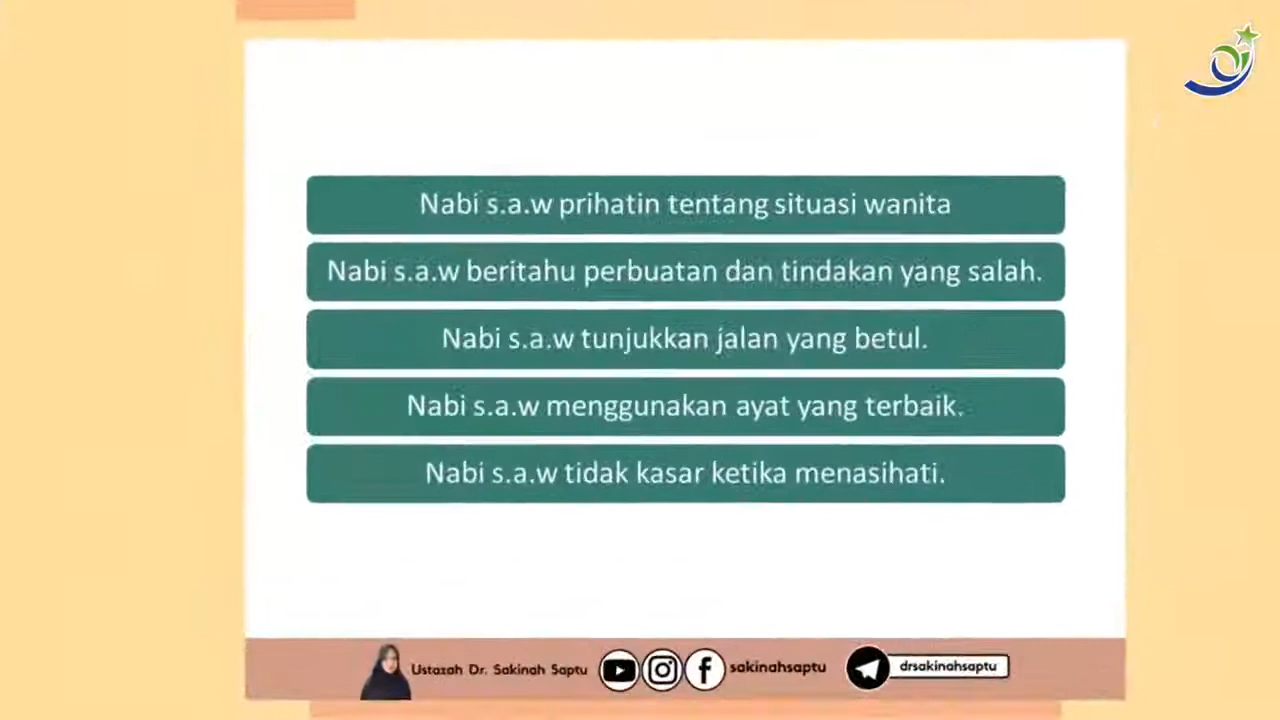 Nabi s.a.w prihatin tentang situasi wanita
Nabi s.a.w beritahu perbuatan dan tindakan yang salah.
Nabi s.a.w tunjukkan jalan yang betul.
Nabi s.a.w menggunakan ayat yang terbaik.
Nabi s.a.w tidak kasar ketika menasihati.
Ustazah Dr. Sakinah Saptu
sakinahsaptu
drsakinahsaptu